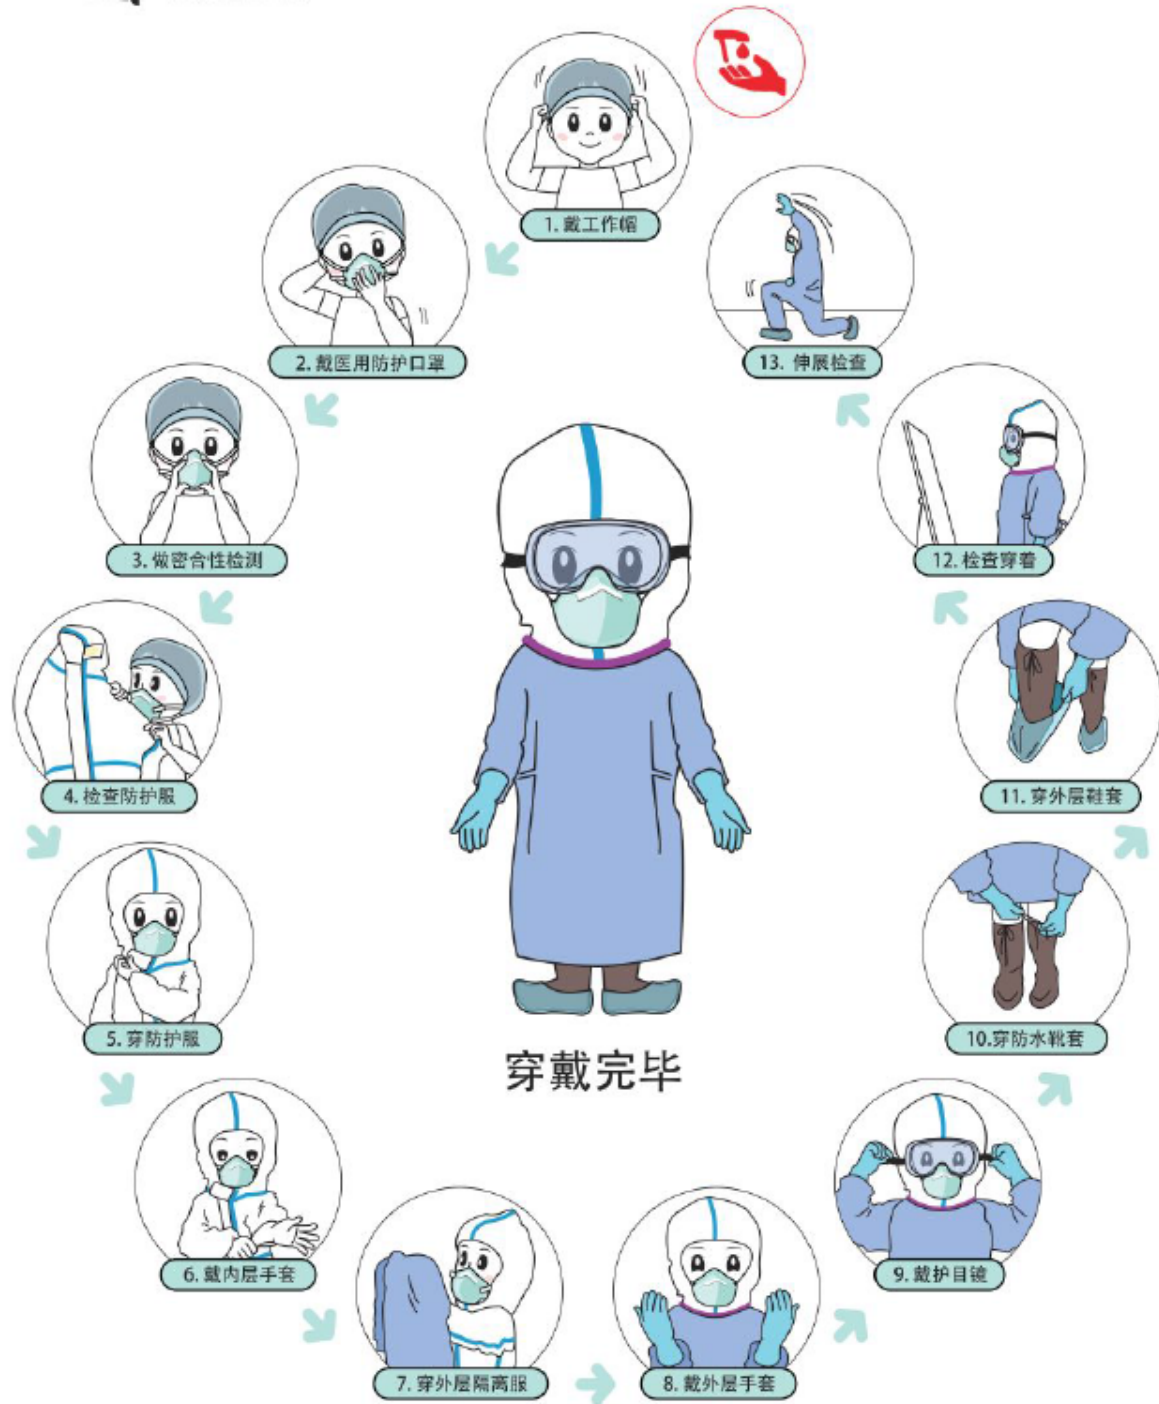 1. 戴工作帽
2. 戴医用防护口罩
3. 做密合性检测
4. 检查防护服
5. 穿防护服
6. 戴内层手套
7. 穿外层隔离服
8. 戴外层手套
9. 戴护目镜
10.穿防水靴套
11. 穿外层鞋套
12. 检查穿着
13. 伸展检查
穿戴完毕